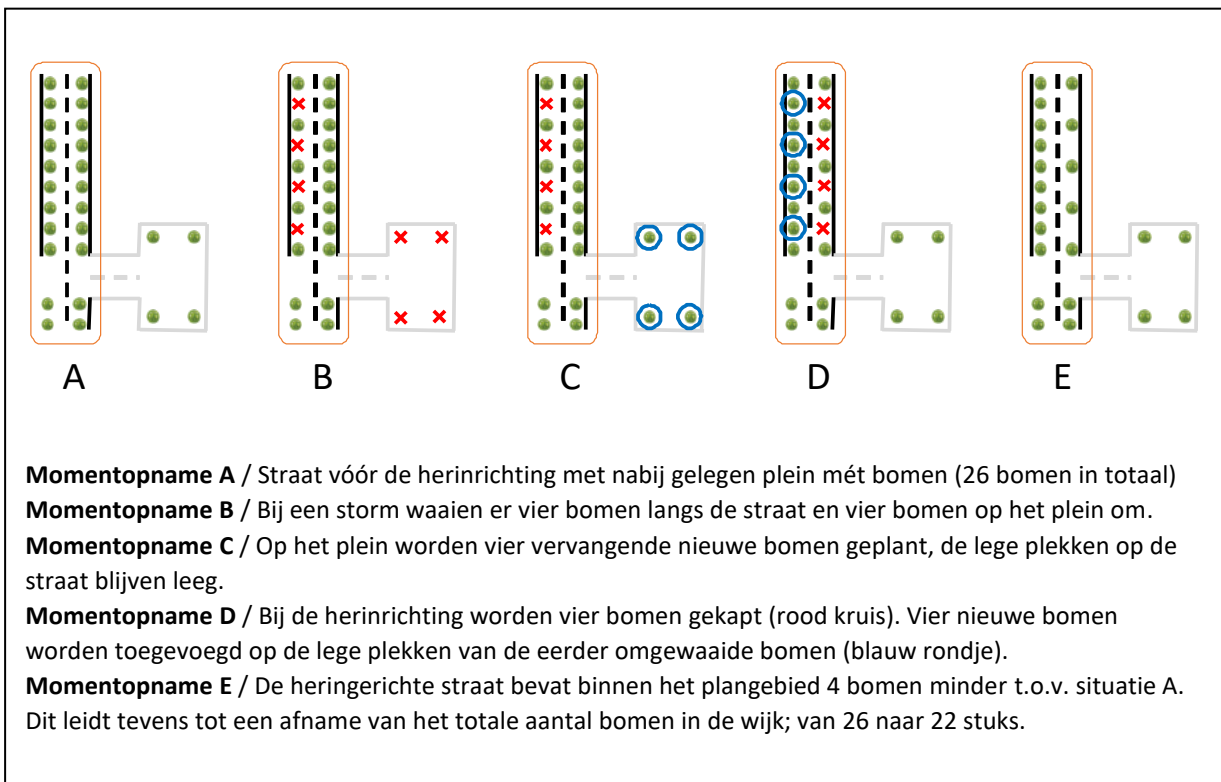 A B C D E
Momentopname A / Straat vóór de herinrichting met nabij gelegen plein mét bomen (26 bomen in totaal)
Momentopname B / Bij een storm waaien er vier bomen langs de straat en vier bomen op het plein om.
Momentopname C / Op het plein worden vier vervangende nieuwe bomen geplant, de lege plekken op de
straat blijven leeg.
Momentopname D / Bij de herinrichting worden vier bomen gekapt (rood kruis). Vier nieuwe bomen
worden toegevoegd op de lege plekken van de eerder omgewaaide bomen (blauw rondje).
Momentopname E / De heringerichte straat bevat binnen het plangebied 4 bomen minder t.o.v. situatie A.
Dit leidt tevens tot een afname van het totale aantal bomen in de wijk; van 26 naar 22 stuks.